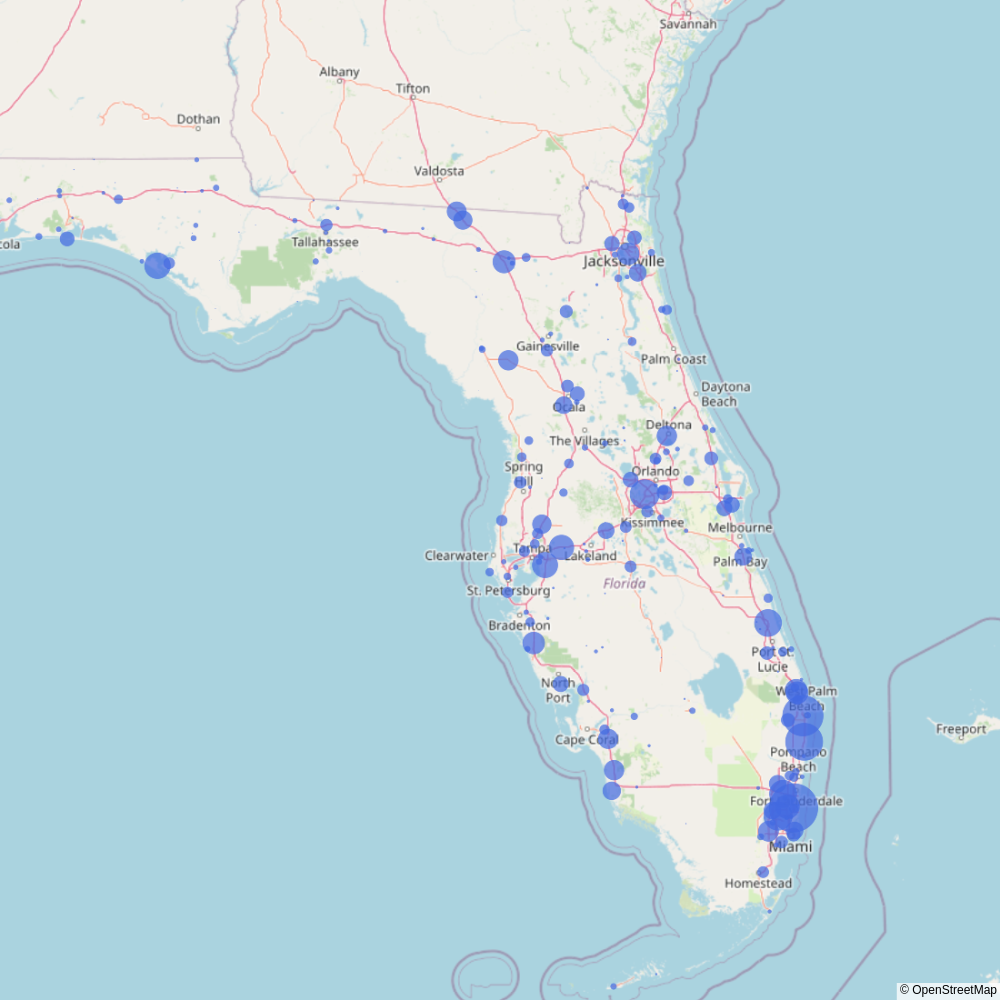 Savannah
Albany
Tifton
Dothan
Valdosta
cola
Tallahassee
Jacksonville
Gainesville
Palm Coast
Daytona
Beach
Ocala
Deltona
The Villages
Spring
Hill
Orlando
Kissimmee
Melbourne
Clearwater
Tampa
Lakeland
Palm Bay
St. Petersburg
Florida
Bradenton
Port St.
Lucie
North
Port
West Palm
Beach
Freeport
Cape Coral
Pompano
Beach
Fort Lauderdale
Miami
Homestead
© OpenStreetMap